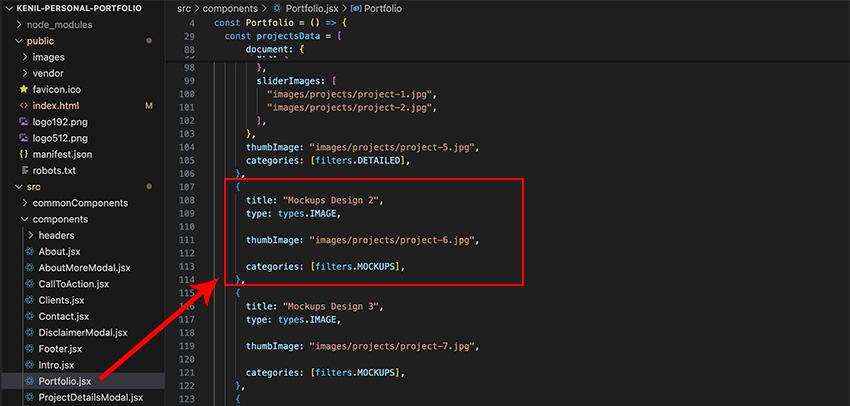 KENIL-PERSONAL-PORTFOLIO
node_modules
public
images
vendor
favicon.ico
index.html M
logo192.png
logo512.png
manifest.json
robots.txt
src
commonComponents
components
headers
About.jsx
AboutMoreModal.jsx
CallToAction.jsx
Clients.jsx
Contact.jsx
DisclaimerModal.jsx
Footer.jsx
Intro.jsx
Portfolio.jsx
ProjectDetailsModal.jsx
src > components > Portfolio.jsx > Portfolio
4 const Portfolio = () => {
29 const projectsData = [
88 document: {
95 url: {
98 },
99 sliderImages: [
100 "images/projects/project-1.jpg",
101 "images/projects/project-2.jpg",
102 ],
103 },
104 thumbImage: "images/projects/project-5.jpg",
105 categories: [filters.DETAILED],
106 },
107 {
108 title: "Mockups Design 2",
109 type: types.IMAGE,
110
111 thumbImage: "images/projects/project-6.jpg",
112
113 categories: [filters.MOCKUPS],
114 },
115 {
116 title: "Mockups Design 3",
117 type: types.IMAGE,
118
119 thumbImage: "images/projects/project-7.jpg",
120
121 categories: [filters.MOCKUPS],
122 },
123 {